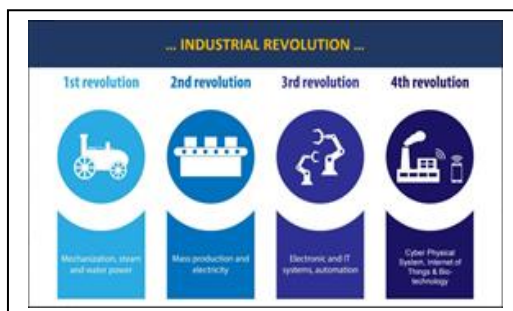 ... INDUSTRIAL REVOLUTION ...
1st revolution
2nd revolution
3rd revolution
4th revolution
Mechanization, steam
and water power
Mass production and
electricity
Electronic and IT
systems, automation
Cyber Physical
System, Internet of
Things & Bio-
technology